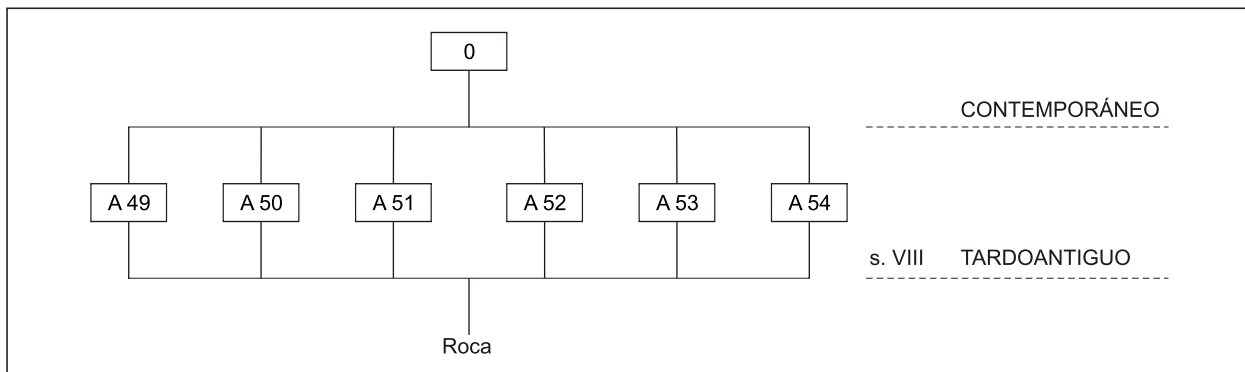 0
CONTEMPORÁNEO
A 49 A 50 A 51 A 52 A 53 A 54
s. VIII TARDOANTIGUO
Roca